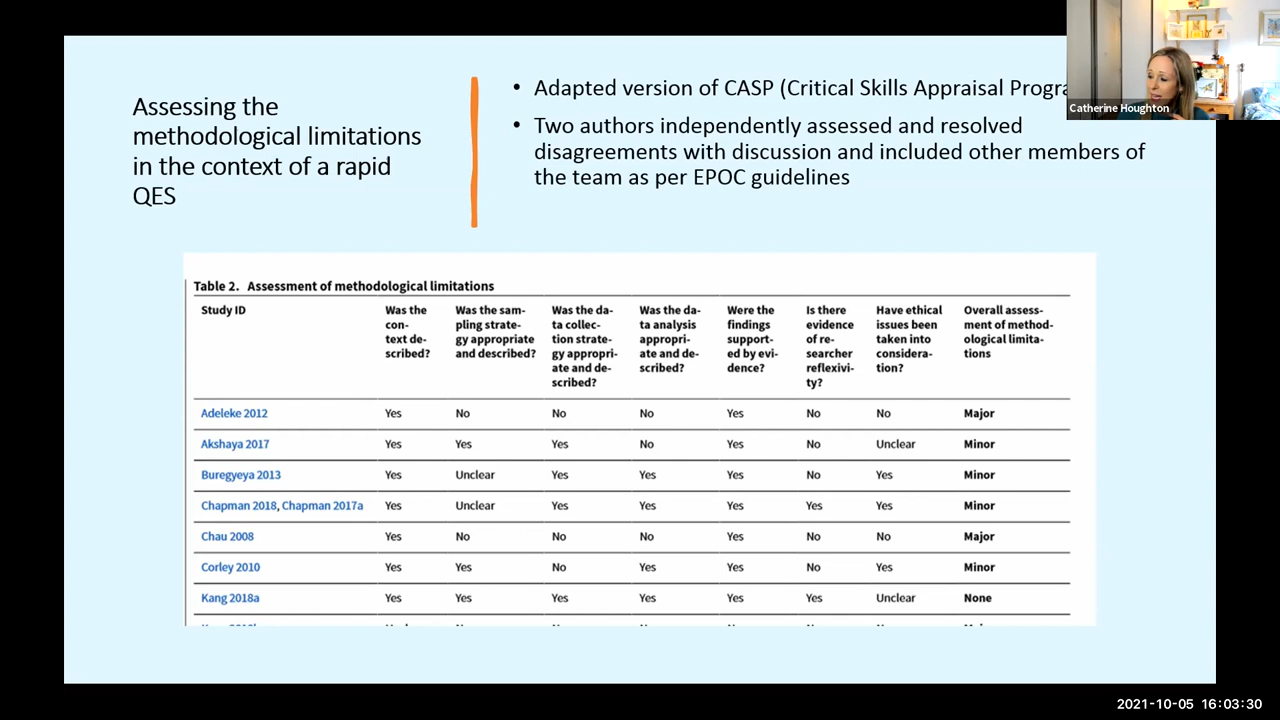 Assessing the
methodological limitations
in the context of a rapid
QES
• Adapted version of CASP (Critical Skills Appraisal
• Two authors independently assessed and resolved
disagreements with discussion and included other members of
the team as per EPOC guidelines
Catherine Houghton
Table 2. Assessment of methodological limitations
Study ID
Was the
con-
text de-
scribed?
Was the sam-
pling strate-
gy appropriate
and described?
Was the da-
ta collec-
tion strate-
gy appropri-
ate and de-
scribed?
Was the da-
ta analysis
appropri-
ate and de-
scribed?
Were the
findings
support-
ed by evi-
dence?
Is there
evidence
of re-
searcher
reflexivi-
ty?
Have ethical
issues been
taken into
considera-
tion?
Overall assess-
ment of method-
ological limita-
tions
Adeleke 2012 Yes No No No Yes No No Major
Akshaya 2017 Yes Yes Yes No Yes No Unclear Minor
Buregyeya 2013 Yes Unclear Yes Yes Yes No Yes Minor
Chapman 2018, Chapman 2017a Yes Unclear Yes Yes Yes Yes Yes Minor
Chau 2008 Yes No No No Yes No No Major
Corley 2010 Yes Yes No Yes Yes No Yes Minor
Kang 2018a Yes Yes Yes Yes Yes Yes Unclear None
2021-10-05 16:03:30